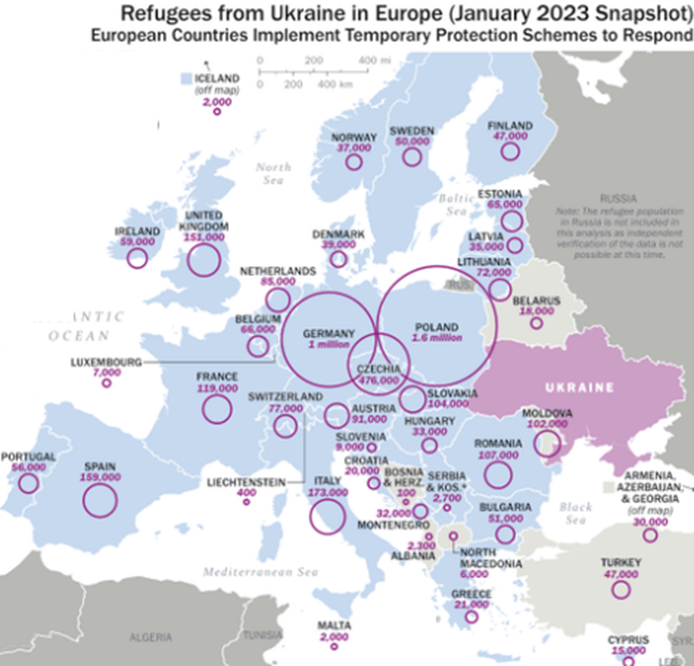 Refugees from Ukraine in Europe (January 2023 Snapshot)
European Countries Implement Temporary Protection Schemes to Respond
0 200 400 mi
0 200 400 km
ICELAND
(off map)
2,000
NORWAY
37,000
SWEDEN
50,000
FINLAND
47,000
North
Sea
Baltic
Sea
ESTONIA
65,000
RUSSIA
Note: The refugee population
in Russia is not included in
this analysis as independent
verification of the data is not
possible at this time.
IRELAND
59,000
UNITED
KINGDOM
151,000
DENMARK
39,000
LATVIA
35,000
LITHUANIA
72,000
NETHERLANDS
85,000
RUS.
BELARUS
18,000
ANTIC
OCEAN
BELGIUM
66,000
GERMANY
1 million
POLAND
1.6 million
LUXEMBOURG
7,000
CZECHIA
476,000
UKRAINE
FRANCE
119,000
SWITZERLAND
77,000
AUSTRIA
91,000
SLOVAKIA
104,000
HUNGARY
33,000
MOLDOVA
102,000
SLOVENIA
9,000
ROMANIA
107,000
PORTUGAL
56,000
SPAIN
159,000
CROATIA
20,000
BOSNIA
& HERZ.
100
SERBIA
& KOS.*
2,700
LIECHTENSTEIN
400
ITALY
173,000
ARMENIA,
AZERBAIJAN,
& GEORGIA
(off map)
30,000
32,000
MONTENEGRO
BULGARIA
51,000
Black
Sea
2,300
ALBANIA
NORTH
MACEDONIA
6,000
Mediterranean Sea
TURKEY
47,000
GREECE
21,000
MALTA
2,000
ALGERIA
TUNISIA
CYPRUS
15,000
SYR.
LEB.